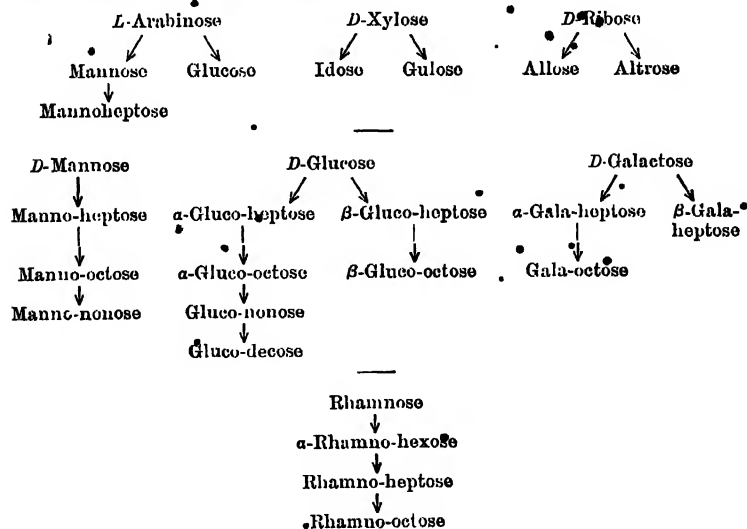 L-Arabinose D-Xylose D-Ribose
Mannose Glucose Idose Gulose Allose Altrose
Mannoheptose
D-Mannose D-Glucose D-Galactose
Manno-heptose α-Gluco-heptose β-Gluco-heptose α-Gala-heptose β-Gala-
heptose
Manno-octose α-Gluco-octose β-Gluco-octose Gala-octose
Manno-nonose Gluco-nonose
Gluco-decose
Rhamnose
α-Rhamno-hexose
Rhamno-heptose
Rhamno-octose